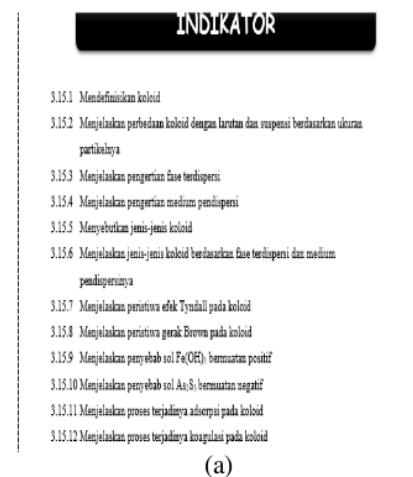 INDIKATOR
3.15.1 Mendefinisikan koloid
3.15.2 Menjelaskan perbedaan koloid dengan larutan dan suspensi berdasarkan ukuran
partikelnya
3.15.3 Menjelaskan pengertian fase terdispersi
3.15.4 Menjelaskan pengertian medium pendispersi
3.15.5 Menyebutkan jenis-jenis koloid
3.15.6 Menjelaskan jenis-jenis koloid berdasarkan fase terdispersi dan medium
pendispersinya
3.15.7 Menjelaskan peristiwa efek Tyndall pada koloid
3.15.8 Menjelaskan peristiwa gerak Brown pada koloid
3.15.9 Menjelaskan penyebab sol Fe(OH)₃ bermuatan positif
3.15.10 Menjelaskan penyebab sol As₂S₃ bermuatan negatif
3.15.11 Menjelaskan proses terjadinya adsorpsi pada koloid
3.15.12 Menjelaskan proses terjadinya koagulasi pada koloid
(a)